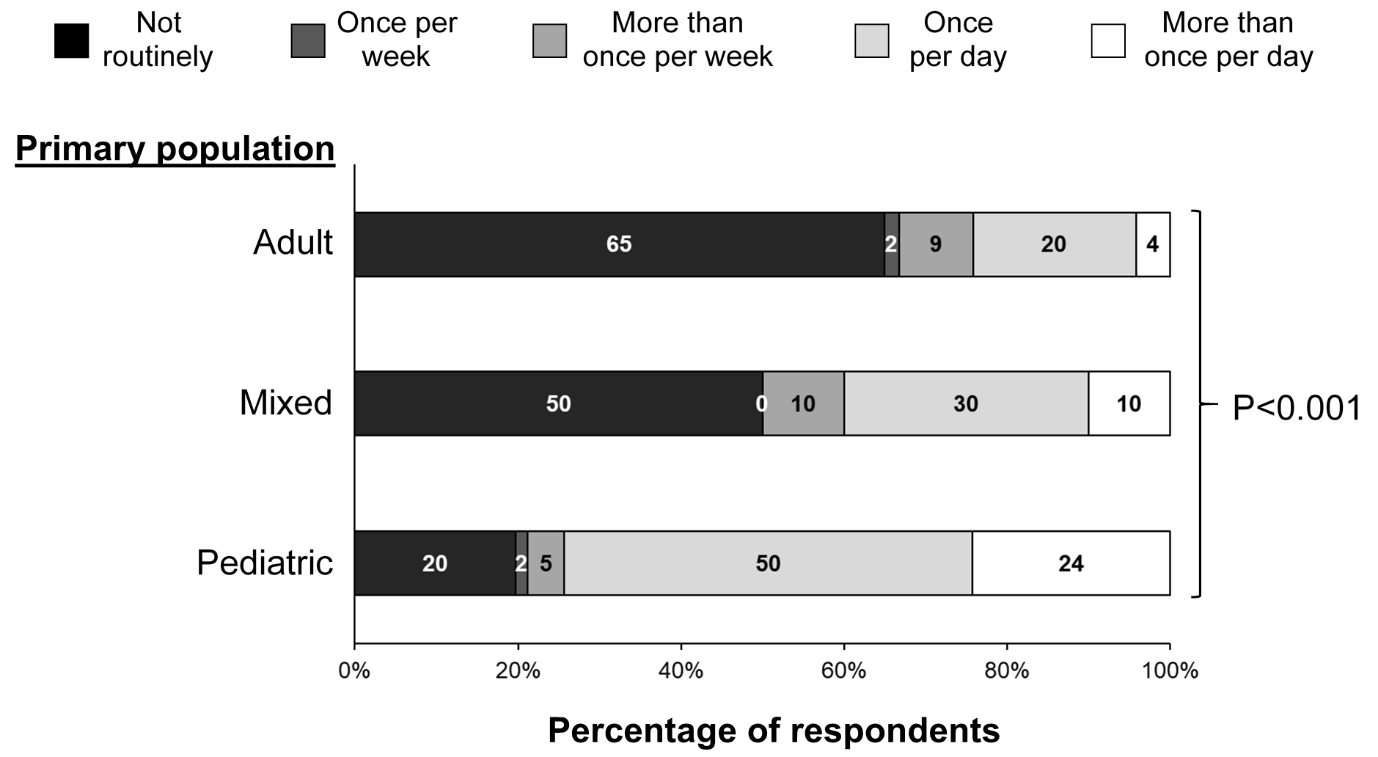 Not routinely
Once per week
More than once per week
Once per day
More than once per day
Primary population
Adult
65 2 9 20 4
Mixed
50 0 10 30 10
P<0.001
Pediatric
20 2 5 50 24
0% 20% 40% 60% 80% 100%
Percentage of respondents